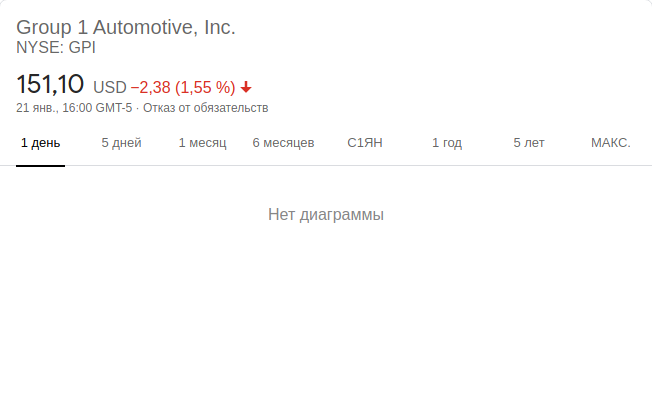 Group 1 Automotive, Inc.
NYSE: GPI
151,10 USD −2,38 (1,55 %)
21 янв., 16:00 GMT-5 · Отказ от обязательств
1 день 5 дней 1 месяц 6 месяцев С1ЯН 1 год 5 лет МАКС.
Нет диаграммы